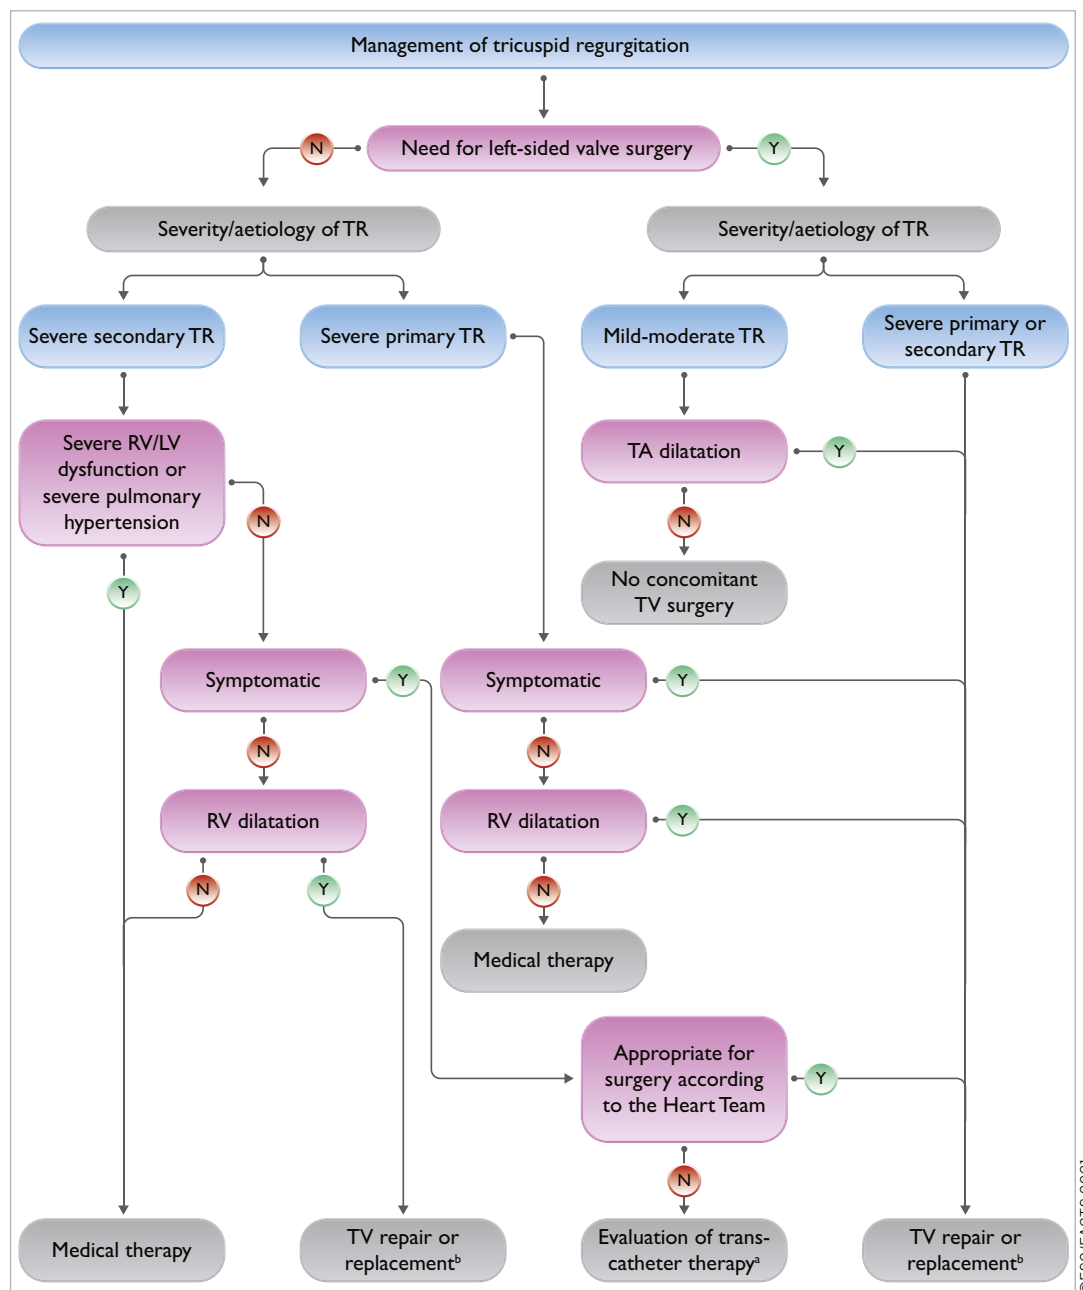 Management of tricuspid regurgitation
N
Need for left-sided valve surgery
Y
Severity/aetiology of TR
Severity/aetiology of TR
Severe secondary TR
Severe primary TR
Mild-moderate TR
Severe primary or
secondary TR
Severe RV/LV
dysfunction or
severe pulmonary
hypertension
N
Y
TA dilatation
Y
N
No concomitant
TV surgery
Symptomatic
Y
Symptomatic
Y
N
N
RV dilatation
RV dilatation
Y
N
Y
N
Medical therapy
Appropriate for
surgery according
to the Heart Team
Y
N
Medical therapy
TV repair or
replacementᵇ
Evaluation of trans-
catheter therapyᵃ
TV repair or
replacementᵇ